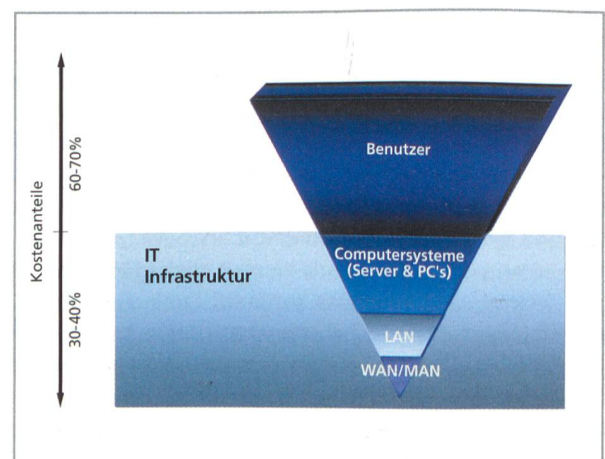 Kostenanteile
60-70%
30-40%
Benutzer
IT
Infrastruktur
Computersysteme
(Server & PC's)
LAN
WAN/MAN